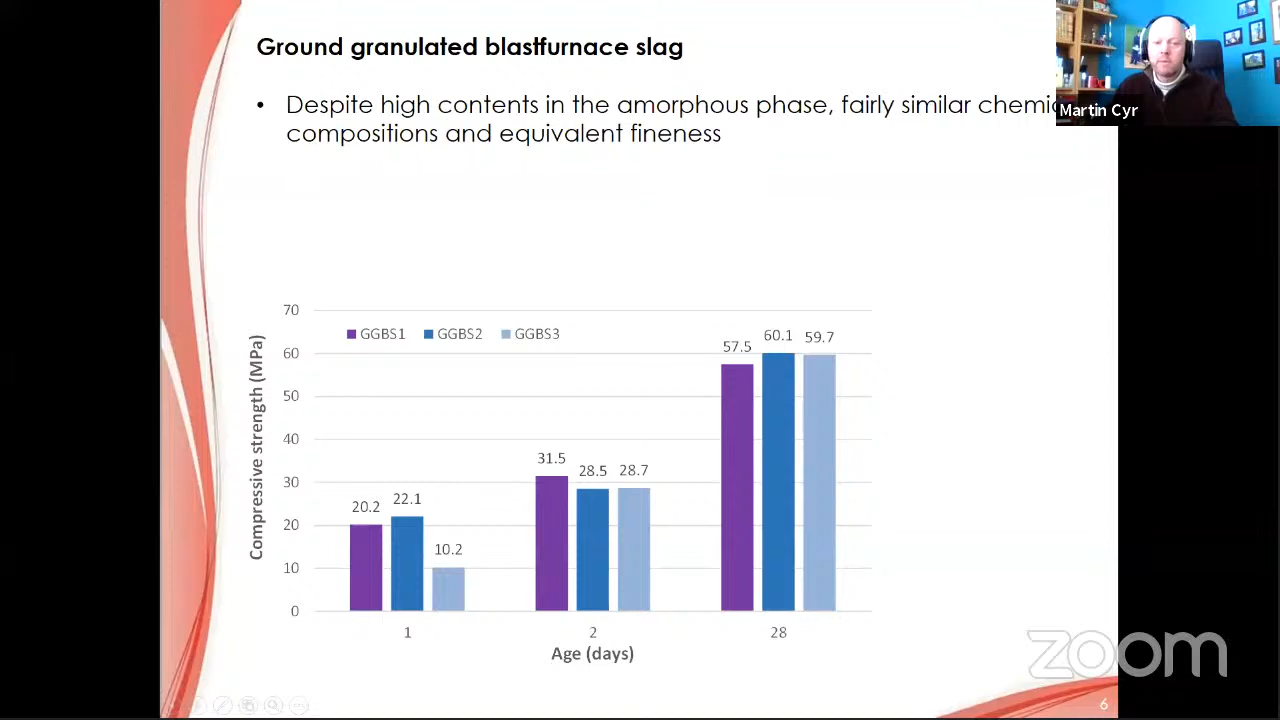 Ground granulated blastfurnace slag
• Despite high contents in the amorphous phase, fairly similar
compositions and equivalent fineness
Martin Cyr
70
60
50
40
30
20
10
0
Compressive strength (MPa)
GGBS1 GGBS2 GGBS3
20.2 22.1 10.2
31.5 28.5 28.7
57.5 60.1 59.7
1 2 28
Age (days)
zoom
6